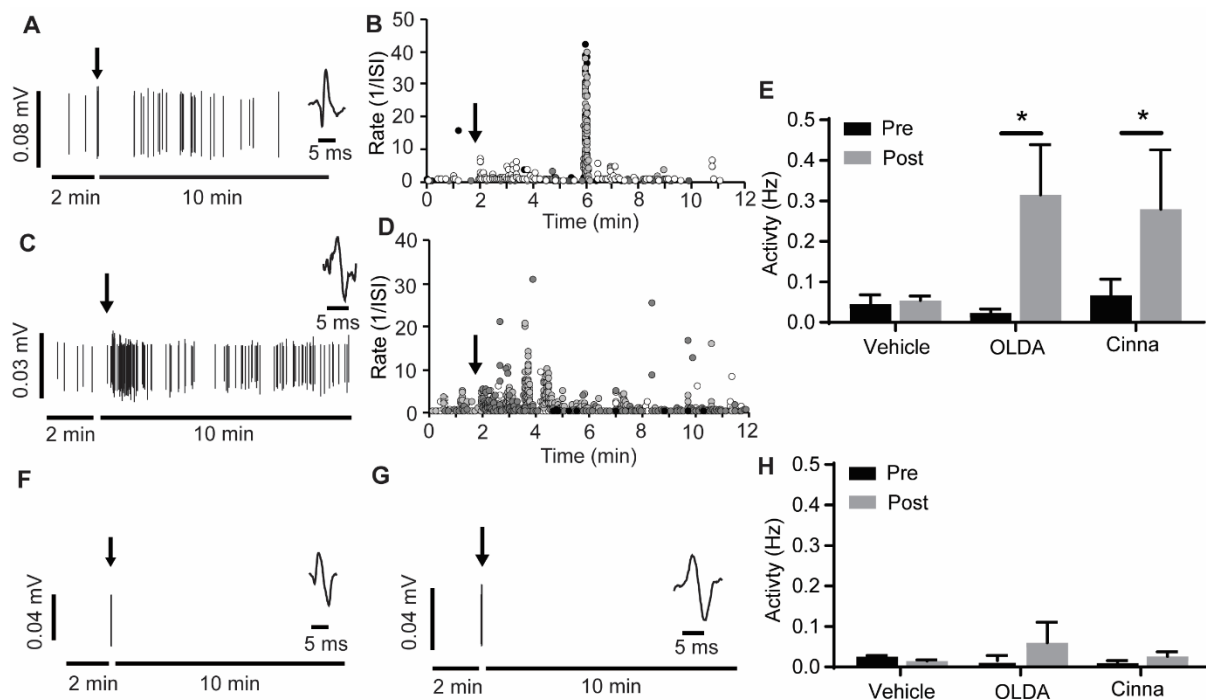 A
0.08 mV
5 ms
2 min
10 min
B
50
40
30
20
10
0
Rate (1/ISI)
0
2
4
6
8
10
12
Time (min)
C
0.03 mV
5 ms
2 min
10 min
D
40
30
20
10
0
Rate (1/ISI)
0
2
4
6
8
10
12
Time (min)
E
Pre
Post
*
*
0.5
0.4
0.3
0.2
0.1
0.0
Activty (Hz)
Vehicle
OLDA
Cinna
F
0.04 mV
5 ms
2 min
10 min
G
0.04 mV
5 ms
2 min
10 min
H
Pre
Post
0.5
0.4
0.3
0.2
0.1
0.0
Activty (Hz)
Vehicle
OLDA
Cinna